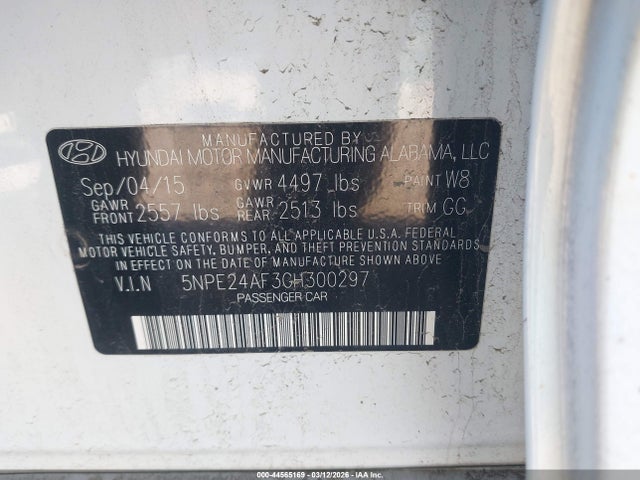 MANUFACTURED BY
HYUNDAI MOTOR MANUFACTURING ALABAMA, LLC
Sep/04/15 GVWR 4497 lbs PAINT W8
GAWR FRONT 2557 lbs GAWR REAR 2513 lbs TRIM GG
THIS VEHICLE CONFORMS TO ALL APPLICABLE U.S.A. FEDERAL
MOTOR VEHICLE SAFETY, BUMPER, AND THEFT PREVENTION STANDARDS
IN EFFECT ON THE DATE OF MANUFACTURE SHOWN ABOVE.
V.I.N 5NPE24AF3GH300297
PASSENGER CAR
000-44565169 - 03/12/2026 - IAA Inc.